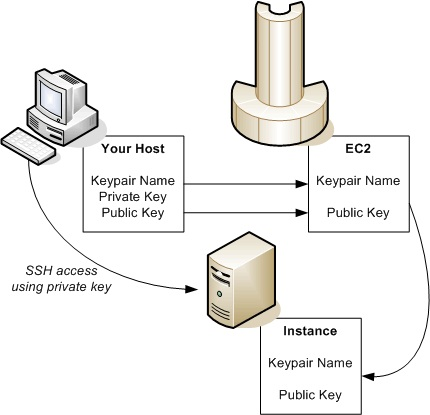 Your Host
Keypair Name
Private Key
Public Key
EC2
Keypair Name
Public Key
SSH access
using private key
Instance
Keypair Name
Public Key